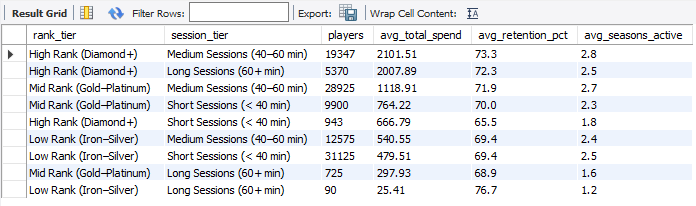 Result Grid Filter Rows: Export: Wrap Cell Content:
rank_tier session_tier players avg_total_spend avg_retention_pct avg_seasons_active
High Rank (Diamond+) Medium Sessions (40–60 min) 19347 2101.51 73.3 2.8
High Rank (Diamond+) Long Sessions (60+ min) 5370 2007.89 72.3 2.5
Mid Rank (Gold–Platinum) Medium Sessions (40–60 min) 28925 1118.91 71.9 2.7
Mid Rank (Gold–Platinum) Short Sessions (< 40 min) 9900 764.22 70.0 2.3
High Rank (Diamond+) Short Sessions (< 40 min) 943 666.79 65.5 1.8
Low Rank (Iron–Silver) Medium Sessions (40–60 min) 12575 540.55 69.4 2.4
Low Rank (Iron–Silver) Short Sessions (< 40 min) 31125 479.51 69.4 2.5
Mid Rank (Gold–Platinum) Long Sessions (60+ min) 725 297.93 68.9 1.6
Low Rank (Iron–Silver) Long Sessions (60+ min) 90 25.41 76.7 1.2